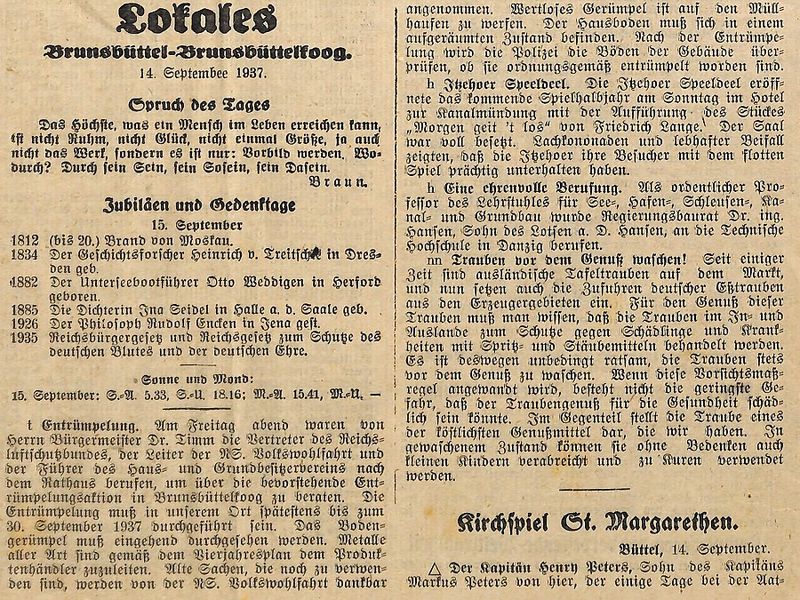 Lokales
Brunsbüttel-Brunsbüttelkoog.
14. Septembee 1937.
Spruch des Tages
Das Höchste, was ein Mensch im Leben erreichen kann,
ist nicht Ruhm, nicht Glück, nicht einmal Größe, ja auch
nicht das Werk, sondern es ist nur: Vorbild werden. Wo-
durch? Durch sein Sein, sein Sosein, sein Dasein.
Braun.
Jubiläen und Gedenktage
15. September
1812 (bis 20.) Brand von Moskau.
1834 Der Geschichtsforscher Heinrich v. Treitschke in Dres-
den geb.
1882 Der Unterseebootführer Otto Weddigen in Herford
geboren.
1885 Die Dichterin Ina Seidel in Halle a. d. Saale geb.
1926 Der Philosoph Rudolf Eucken in Jena gest.
1935 Reichsbürgergesetz und Reichsgesetz zum Schutze des
deutschen Blutes und der deutschen Ehre.
Sonne und Mond:
15. September: S.-A. 5.33, S.-U. 18.16; M.-A. 15.41, M.-U. —
t Entrümpelung. Am Freitag abend waren von
Herrn Bürgermeister Dr. Timm die Vertreter des Reichs-
luftschutzbundes, der Leiter der NS. Volkswohlfahrt und
der Führer des Haus- und Grundbesitzervereins nach
dem Rathaus berufen, um über die bevorstehende Ent-
rümpelungsaktion in Brunsbüttelkoog zu beraten. Die
Entrümpelung muß in unserem Ort spätestens bis zum
30. September 1937 durchgeführt sein. Das Boden-
gerümpel muß eingehend durchgesehen werden. Metalle
aller Art sind gemäß dem Vierjahresplan dem Produk-
tenhändler zuzuleiten. Alte Sachen, die noch zu verwen-
den sind, werden von der NS. Volkswohlfahrt dankbar
angenommen. Wertloses Gerümpel ist auf den Müll-
haufen zu werfen. Der Hausboden muß sich in einem
aufgeräumten Zustand befinden. Nach der Entrümpe-
lung wird die Polizei die Böden der Gebäude über-
prüfen, ob sie ordnungsgemäß entrümpelt worden sind.
h Itzehoer Speeldeel. Die Itzehoer Speeldeel eröff-
nete das kommende Spielhalbjahr am Sonntag im Hotel
zur Kanalmündung mit der Aufführung des Stückes
„Morgen geit 't los" von Friedrich Lange. Der Saal
war voll besetzt. Lachkononaden und lebhafter Beifall
zeigten, daß die Itzehoer ihre Besucher mit dem flotten
Spiel prächtig unterhalten haben.
h Eine ehrenvolle Berufung. Als ordentlicher Pro-
fessor des Lehrstuhles für See-, Hafen-, Schleusen-, Ka-
nal- und Grundbau wurde Regierungsbaurat Dr. ing.
Hansen, Sohn des Lotsen a. D. Hansen, an die Technische
Hochschule in Danzig berufen.
nn Trauben vor dem Genuß waschen! Seit einiger
Zeit sind ausländische Tafeltrauben auf dem Markt,
und nun setzen auch die Zufuhren deutscher Eßtrauben
aus den Erzeugergebieten ein. Für den Genuß dieser
Trauben muß man wissen, daß die Trauben im In- und
Auslande zum Schutze gegen Schädlinge und Krank-
heiten mit Spritz- und Stäubemitteln behandelt werden.
Es ist deswegen unbedingt ratsam, die Trauben stets
vor dem Genuß zu waschen. Wenn diese Vorsichtsmaß-
regel angewandt wird, besteht nicht die geringste Ge-
fahr, daß der Traubengenuß für die Gesundheit schäd-
lich sein könnte. Im Gegenteil stellt die Traube eines
der köstlichsten Genußmittel dar, die wir haben. In
gewaschenem Zustand können sie ohne Bedenken auch
kleinen Kindern verabreicht und zu Kuren verwendet
werden.
Kirchspiel St. Margarethen.
Büttel, 14. September.
△ Der Kapitän Henry Peters, Sohn des Kapitäns
Markus Peters von hier, der einige Tage bei der Aat-